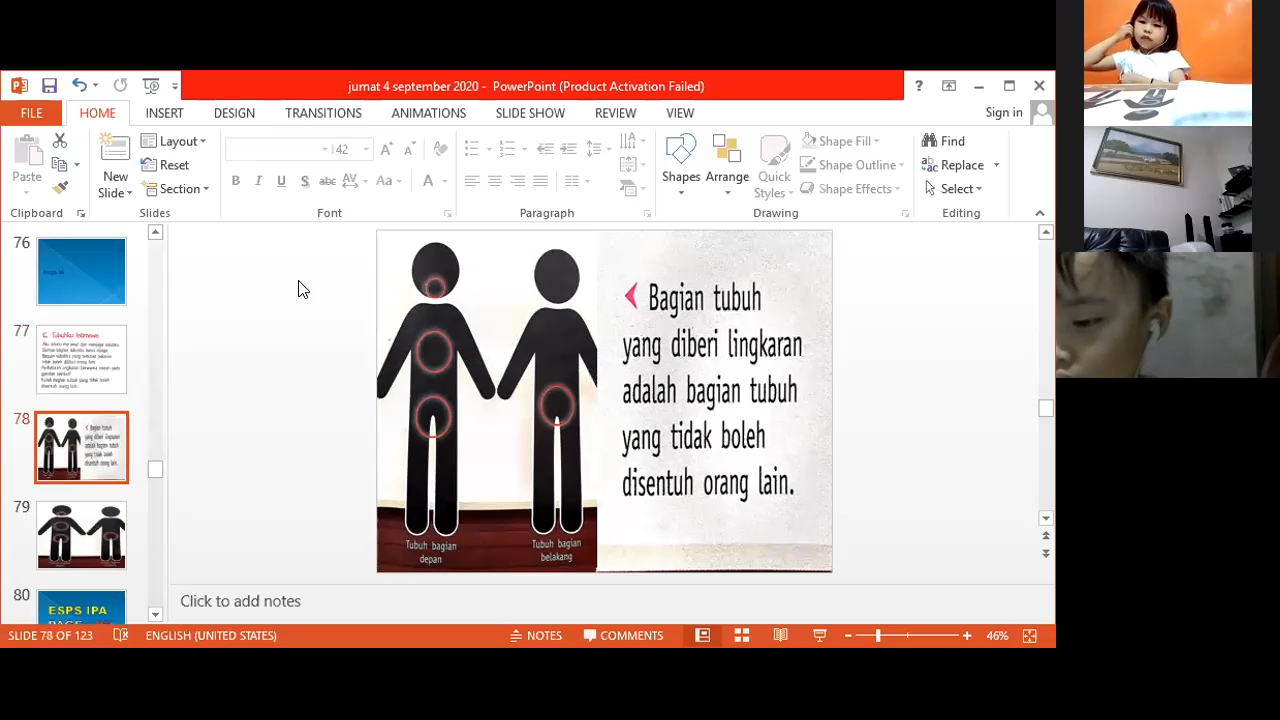 jumat 4 september 2020 - PowerPoint (Product Activation Failed)
FILE HOME INSERT DESIGN TRANSITIONS ANIMATIONS SLIDE SHOW REVIEW VIEW Sign in
Paste
New
Slide
Layout
Reset
Section
42
Shapes
Arrange
Quick
Styles
Shape Fill
Shape Outline
Shape Effects
Find
Replace
Select
Clipboard Slides Font Paragraph Drawing Editing
76
77
78
79
80
ESPS IPA
Bagian tubuh
yang diberi lingkaran
adalah bagian tubuh
yang tidak boleh
disentuh orang lain.
Tubuh bagian
depan
Tubuh bagian
belakang
Click to add notes
SLIDE 78 OF 123 ENGLISH (UNITED STATES) NOTES COMMENTS 46%